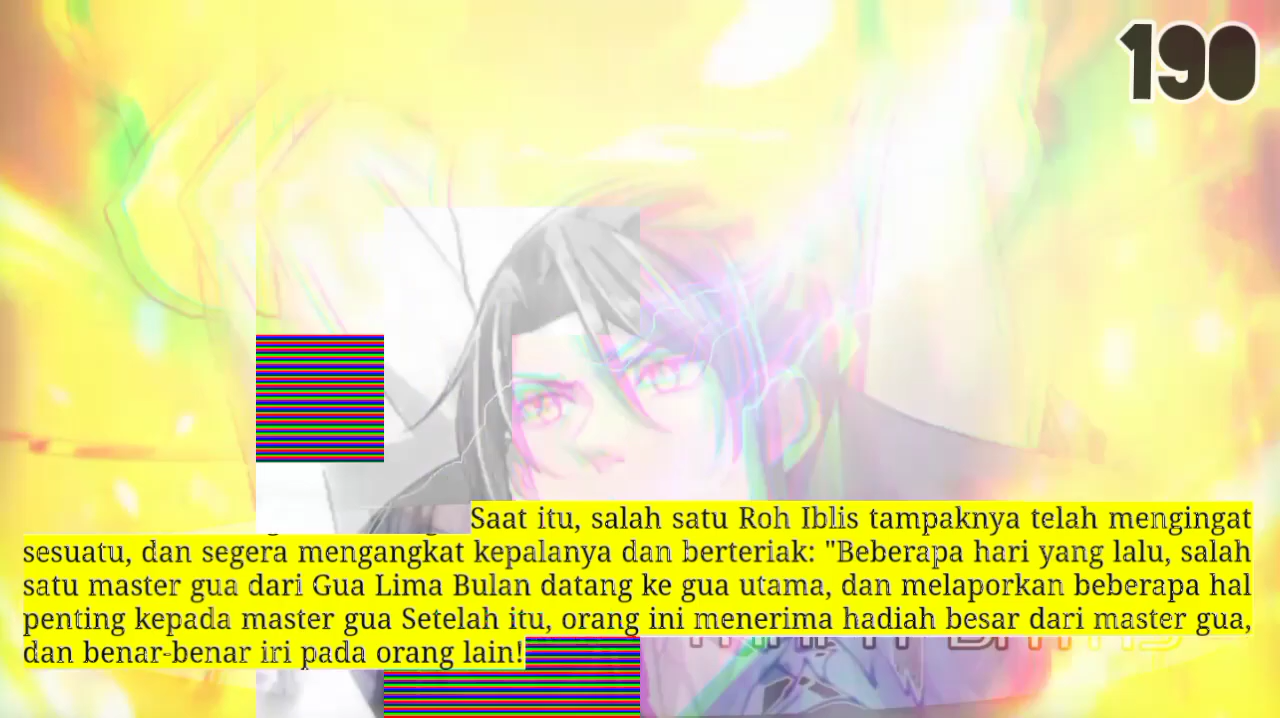 190
Saat itu, salah satu Roh Iblis tampaknya telah mengingat
sesuatu, dan segera mengangkat kepalanya dan berteriak: "Beberapa hari yang lalu, salah
satu master gua dari Gua Lima Bulan datang ke gua utama, dan melaporkan beberapa hal
penting kepada master gua Setelah itu, orang ini menerima hadiah besar dari master gua,
dan benar-benar iri pada orang lain!